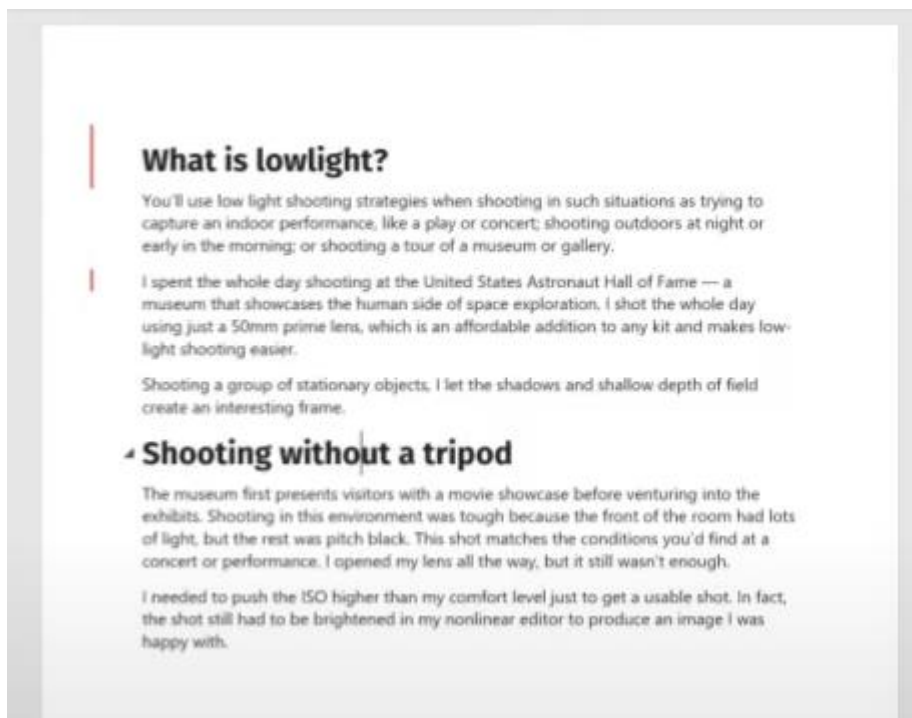 What is lowlight?
You'll use low light shooting strategies when shooting in such situations as trying to
capture an indoor performance, like a play or concert; shooting outdoors at night or
early in the morning; or shooting a tour of a museum or gallery.
I spent the whole day shooting at the United States Astronaut Hall of Fame — a
museum that showcases the human side of space exploration. I shot the whole day
using just a 50mm prime lens, which is an affordable addition to any kit and makes low-
light shooting easier.
Shooting a group of stationary objects, I let the shadows and shallow depth of field
create an interesting frame.
Shooting without a tripod
The museum first presents visitors with a movie showcase before venturing into the
exhibits. Shooting in this environment was tough because the front of the room had lots
of light, but the rest was pitch black. This shot matches the conditions you'd find at a
concert or performance. I opened my lens all the way, but it still wasn't enough.
I needed to push the ISO higher than my comfort level just to get a usable shot. In fact,
the shot still had to be brightened in my nonlinear editor to produce an image I was
happy with.